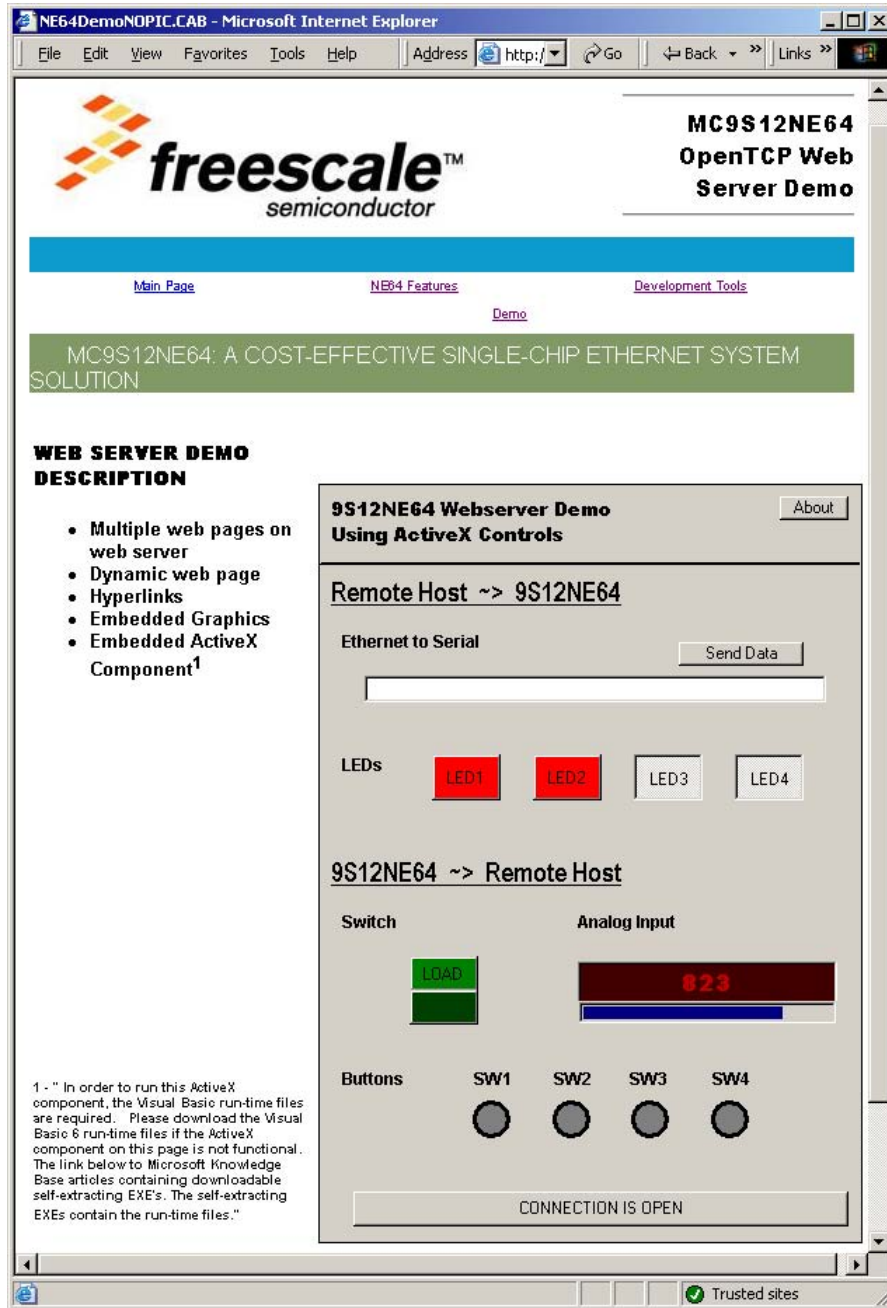 NE64DemoNOPIC.CAB - Microsoft Internet Explorer
File Edit View Favorites Tools Help Address http:/ Go Back » Links »
freescale™
semiconductor
MC9S12NE64
OpenTCP Web
Server Demo
Main Page NE64 Features Development Tools
Demo
MC9S12NE64: A COST-EFFECTIVE SINGLE-CHIP ETHERNET SYSTEM
SOLUTION
WEB SERVER DEMO
DESCRIPTION
• Multiple web pages on
web server
• Dynamic web page
• Hyperlinks
• Embedded Graphics
• Embedded ActiveX
Component1
1 - " In order to run this ActiveX
component, the Visual Basic run-time files
are required. Please download the Visual
Basic 6 run-time files if the ActiveX
component on this page is not functional.
The link below to Microsoft Knowledge
Base articles containing downloadable
self-extracting EXE's. The self-extracting
EXEs contain the run-time files."
9S12NE64 Webserver Demo
Using ActiveX Controls
About
Remote Host ~> 9S12NE64
Ethernet to Serial
Send Data
LEDs LED1 LED2 LED3 LED4
9S12NE64 ~> Remote Host
Switch Analog Input
LOAD
823
Buttons SW1 SW2 SW3 SW4
CONNECTION IS OPEN
Trusted sites